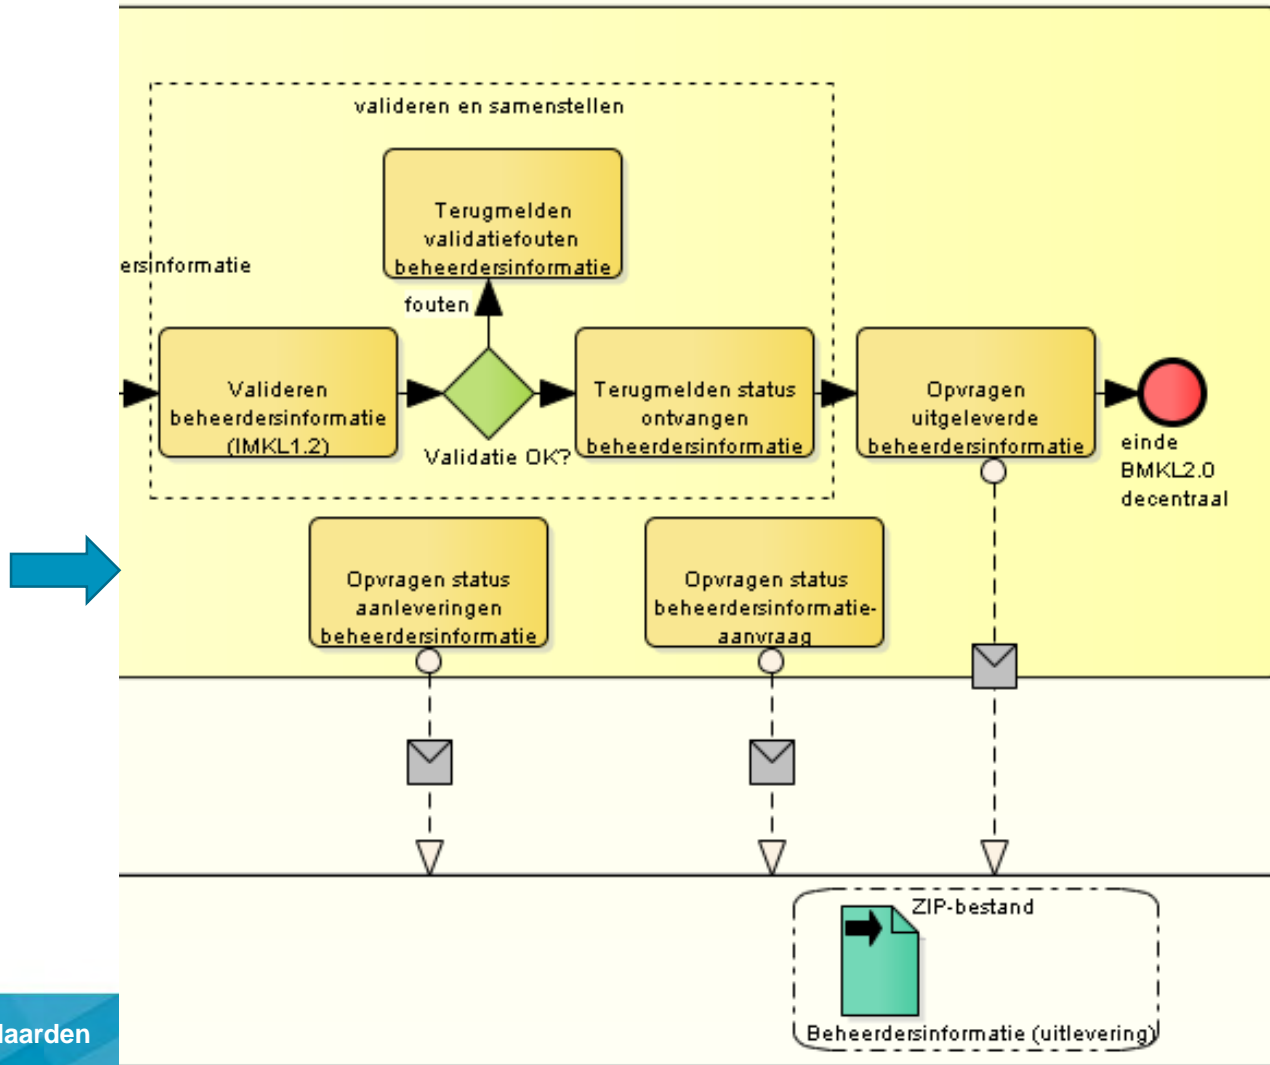 valideren en samenstellen
Terugmelden
validatiefouten
beheerdersinformatie
ersinformatie
fouten
Valideren
beheerdersinformatie
(IMKL1.2)
Validatie OK?
Terugmelden status
ontvangen
beheerdersinformatie
Opvragen
uitgeleverde
beheerdersinformatie
einde
BMKL2.0
decentraal
Opvragen status
aanleveringen
beheerdersinformatie
Opvragen status
beheerdersinformatie-
aanvraag
ZIP-bestand
Beheerdersinformatie (uitlevering)
laarden